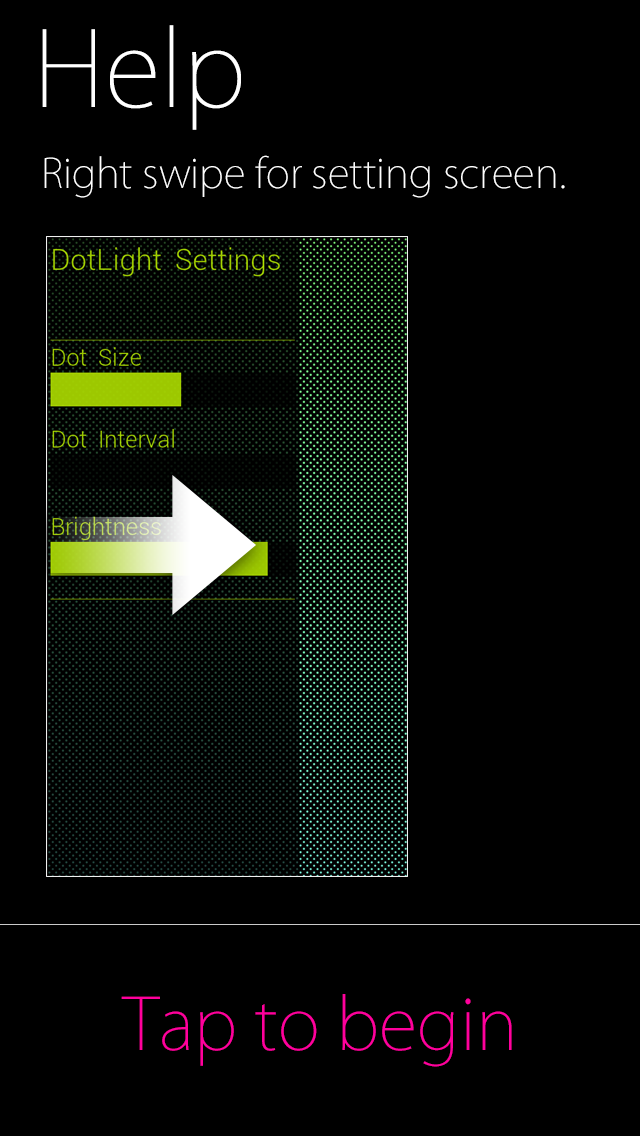 Help
Right swipe for setting screen.
DotLight Settings
Dot Size
Dot Interval
Brightness
Tap to begin